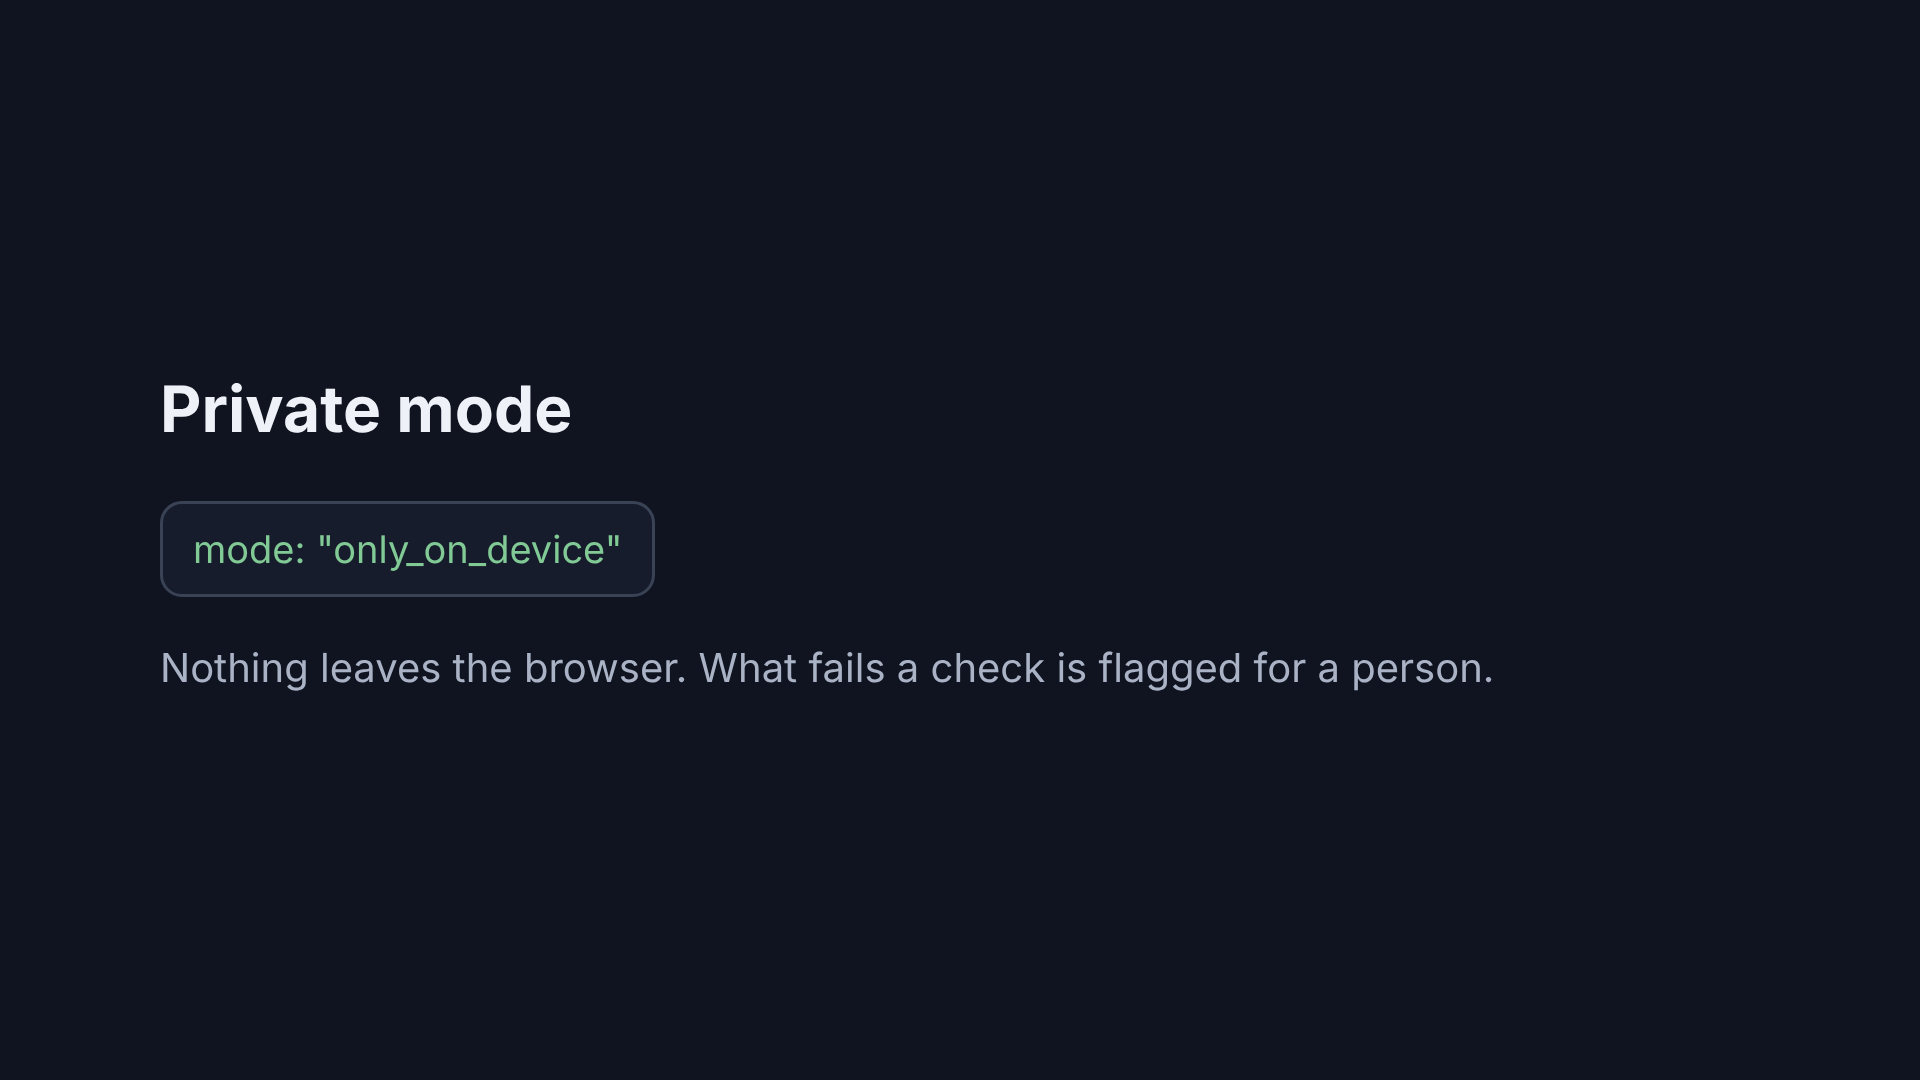 Private mode
mode: "only_on_device"
Nothing leaves the browser. What fails a check is flagged for a person.